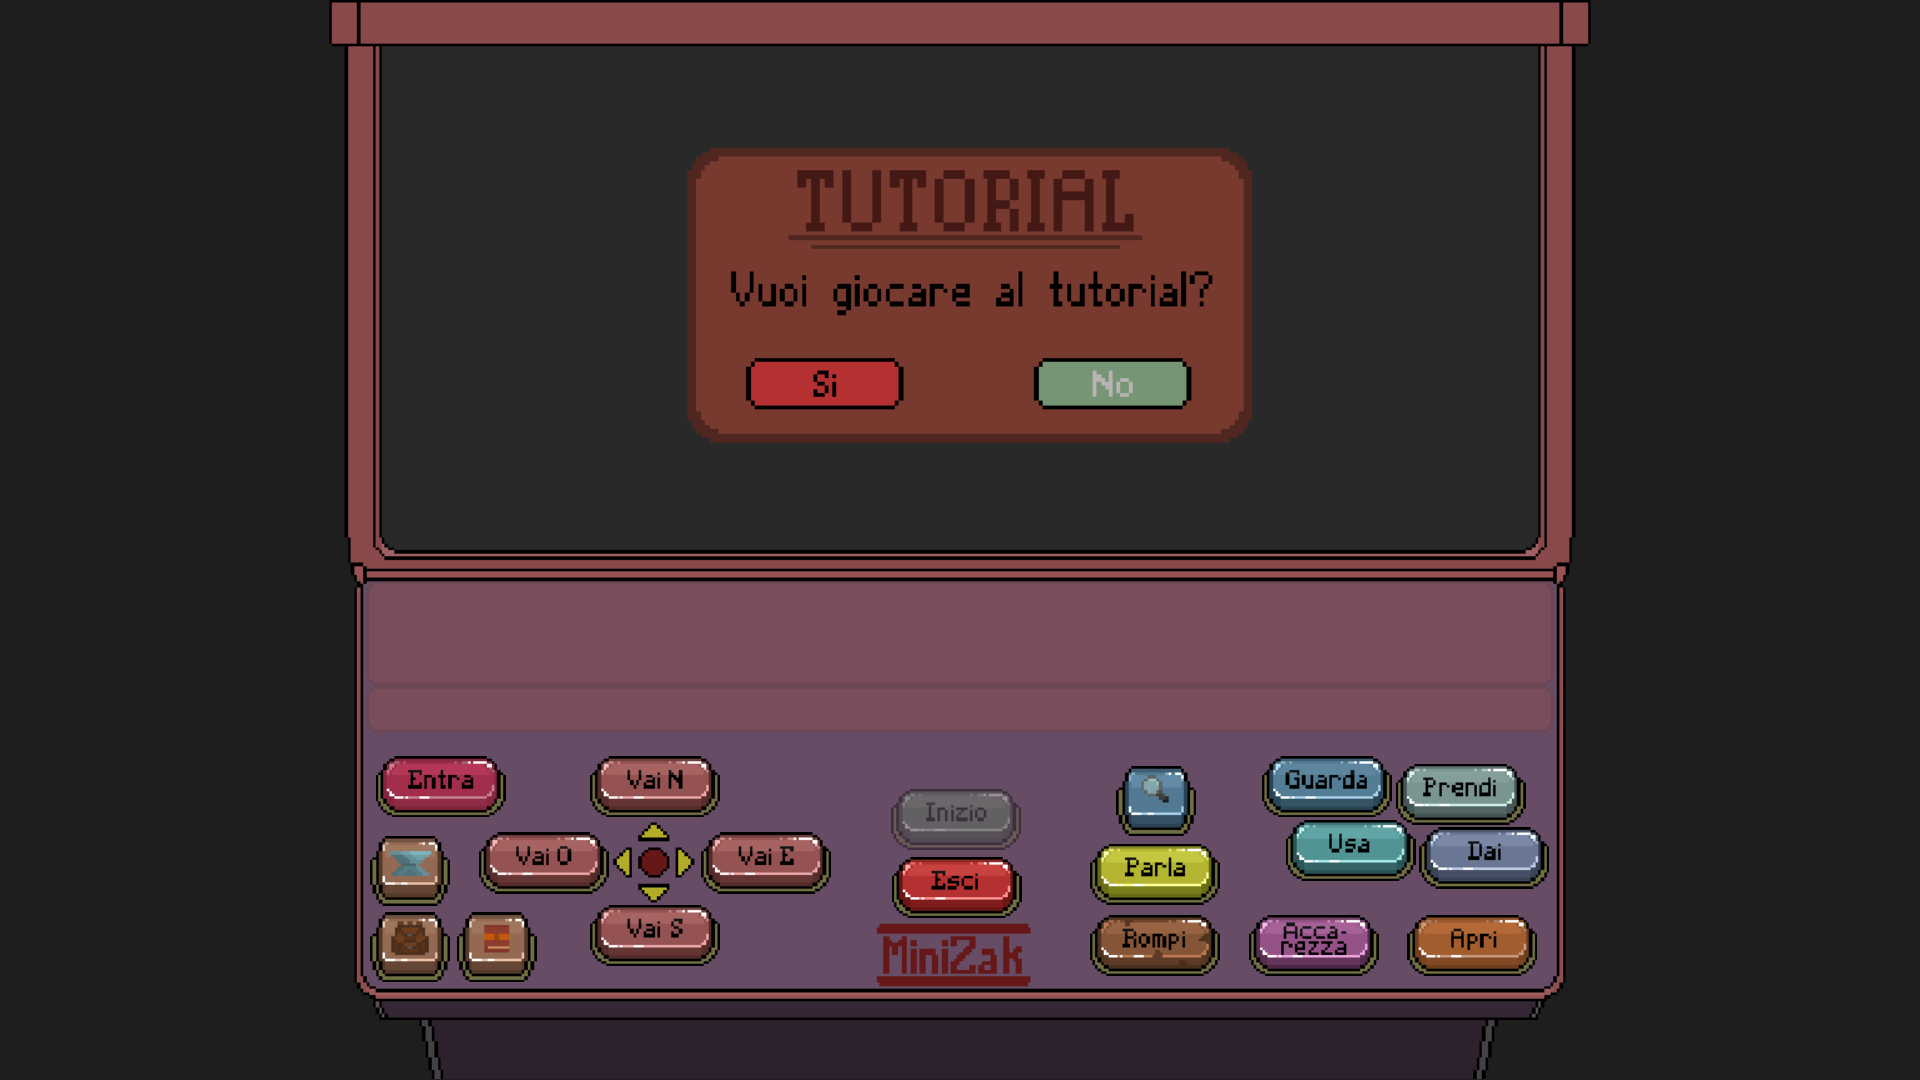 TUTORIAL
Vuoi giocare al tutorial?
Si
No
Entra
Vai N
Vai O
Vai E
Vai S
Inizio
Esci
MiniZak
Parla
Rompi
Guarda
Prendi
Usa
Dai
Acca-
rezza
Apri